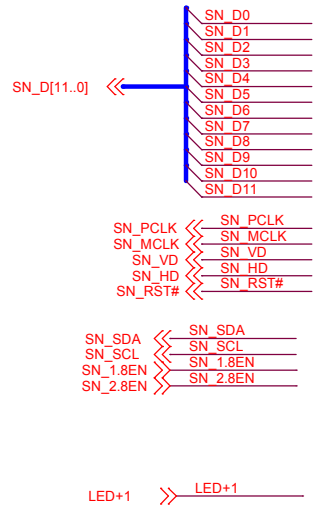 SN_D0
SN_D1
SN_D2
SN_D3
SN_D[11..0] SN_D4
SN_D5
SN_D6
SN_D7
SN_D8
SN_D9
SN_D10
SN_D11
SN_PCLK SN_PCLK
SN_MCLK SN_MCLK
SN_VD SN_VD
SN_HD SN_HD
SN_RST# SN_RST#
SN_SDA SN_SDA
SN_SCL SN_SCL
SN_1.8EN SN_1.8EN
SN_2.8EN SN_2.8EN
LED+1 LED+1